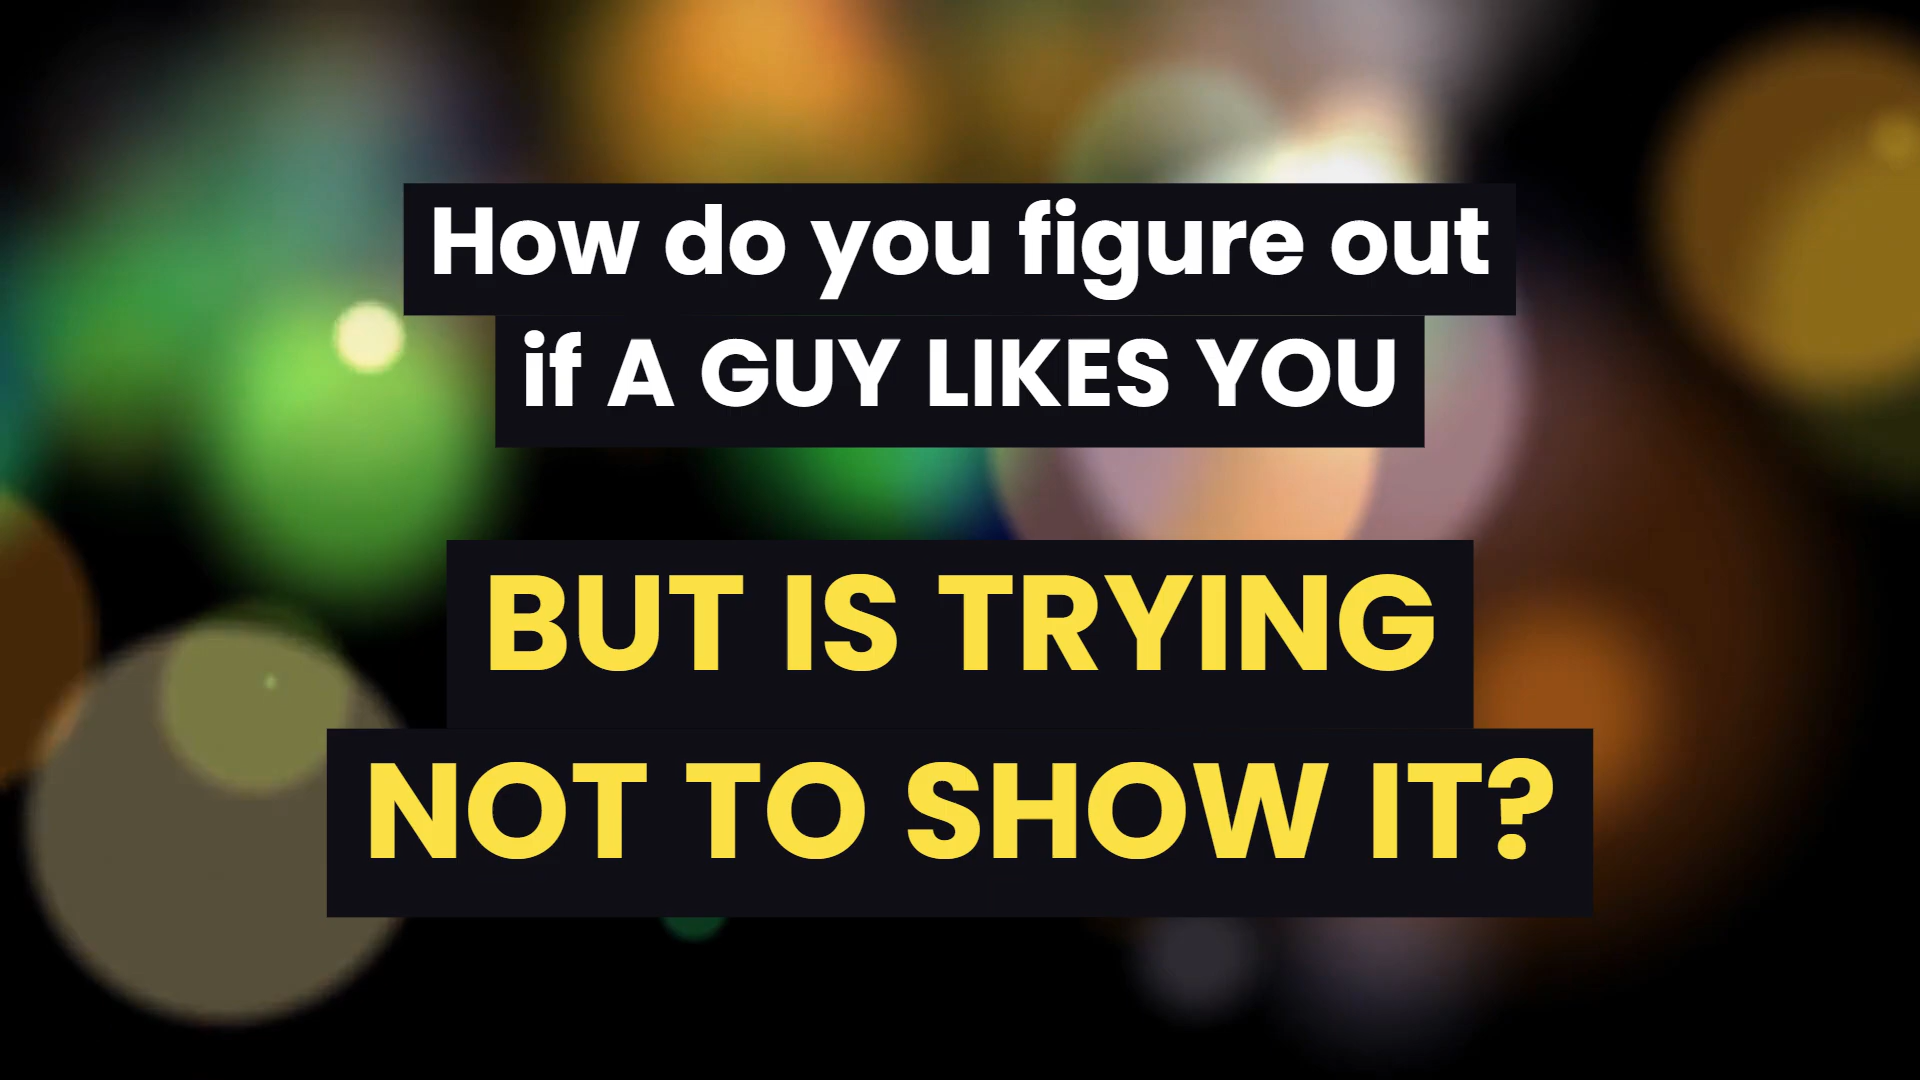 How do you figure out
if A GUY LIKES YOU
BUT IS TRYING
NOT TO SHOW IT?